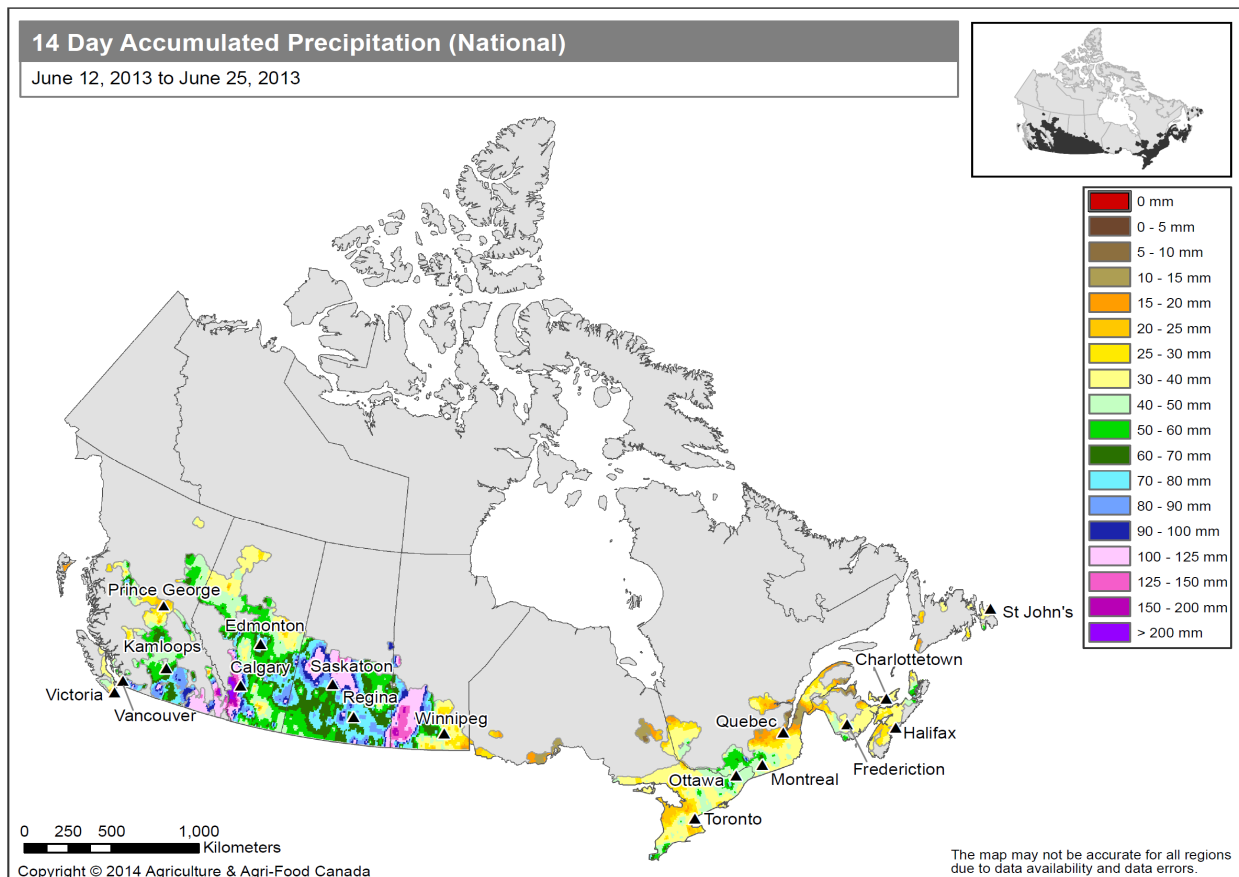 14 Day Accumulated Precipitation (National)
June 12, 2013 to June 25, 2013
0 mm
0 - 5 mm
5 - 10 mm
10 - 15 mm
15 - 20 mm
20 - 25 mm
25 - 30 mm
30 - 40 mm
40 - 50 mm
50 - 60 mm
60 - 70 mm
70 - 80 mm
80 - 90 mm
90 - 100 mm
100 - 125 mm
125 - 150 mm
150 - 200 mm
> 200 mm
Prince George
Edmonton
Kamloops
Calgary
Saskatoon
Regina
Victoria
Vancouver
Winnipeg
St John's
Charlottetown
Quebec
Halifax
Frederiction
Ottawa
Montreal
Toronto
0 250 500 1,000
Kilometers
Copyright © 2014 Agriculture & Agri-Food Canada
The map may not be accurate for all regions
due to data availability and data errors.